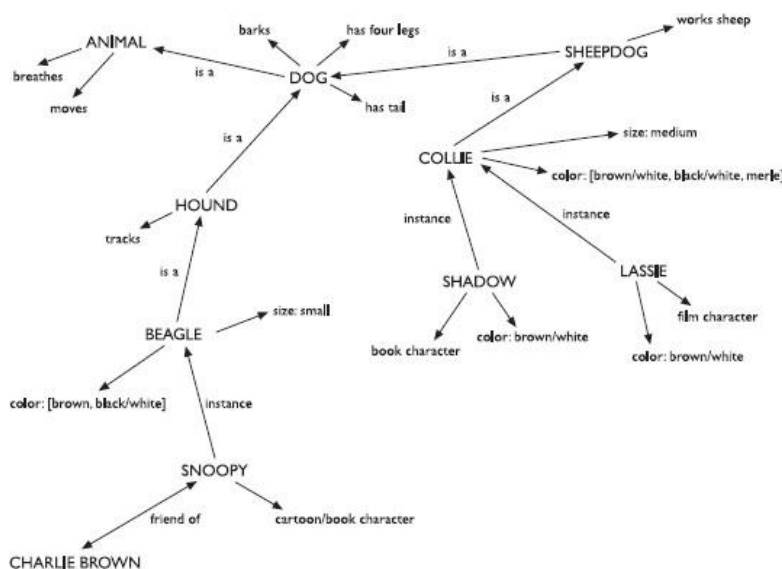 works sheep
barks
has four legs
ANIMAL
is a
SHEEPDOG
breathes
is a
DOG
moves
has tail
is a
is a
size: medium
COLLIE
color: [brown/white, black/white, merle]
HOUND
instance
instance
tracks
is a
SHADOW
LASSIE
size: small
film character
BEAGLE
book character
color: brown/white
color: brown/white
color: [brown, black/white]
instance
SNOOPY
friend of
cartoon/book character
CHARLIE BROWN